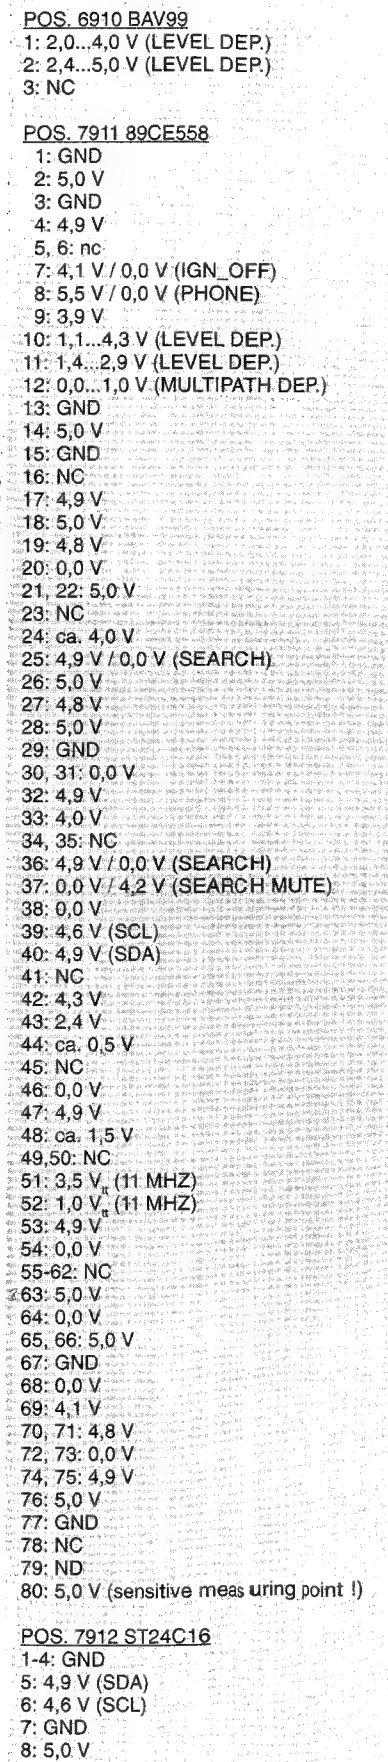 POS. 6910 BAV99
1: 2,0...4,0 V (LEVEL DEP.)
2: 2,4...5,0 V (LEVEL DEP.)
3: NC
POS. 7911 89CE558
1: GND
2: 5,0 V
3: GND
4: 4,9 V
5, 6: nc
7: 4,1 V / 0,0 V (IGN_OFF)
8: 5,5 V / 0,0 V (PHONE)
9: 3,9 V
10: 1,1...4,3 V (LEVEL DEP.)
11: 1,4...2,9 V (LEVEL DEP.)
12: 0,0...1,0 V (MULTIPATH DEP.)
13: GND
14: 5,0 V
15: GND
16: NC
17: 4,9 V
18: 5,0 V
19: 4,8 V
20: 0,0 V
21, 22: 5,0 V
23: NC
24: ca. 4,0 V
25: 4,9 V / 0,0 V (SEARCH)
26: 5,0 V
27: 4,8 V
28: 5,0 V
29: GND
30, 31: 0,0 V
32: 4,9 V
33: 4,0 V
34, 35: NC
36: 4,9 V / 0,0 V (SEARCH)
37: 0,0 V / 4,2 V (SEARCH MUTE)
38: 0,0 V
39: 4,6 V (SCL)
40: 4,9 V (SDA)
41: NC
42: 4,3 V
43: 2,4 V
44: ca. 0,5 V
45: NC
46: 0,0 V
47: 4,9 V
48: ca. 1,5 V
49,50: NC
51: 3,5 Vtt (11 MHZ)
52: 1,0 Vtt (11 MHZ)
53: 4,9 V
54: 0,0 V
55-62: NC
63: 5,0 V
64: 0,0 V
65, 66: 5,0 V
67: GND
68: 0,0 V
69: 4,1 V
70, 71: 4,8 V
72, 73: 0,0 V
74, 75: 4,9 V
76: 5,0 V
77: GND
78: NC
79: ND
80: 5,0 V (sensitive meas uring point !)
POS. 7912 ST24C16
1-4: GND
5: 4,9 V (SDA)
6: 4,6 V (SCL)
7: GND
8: 5,0 V